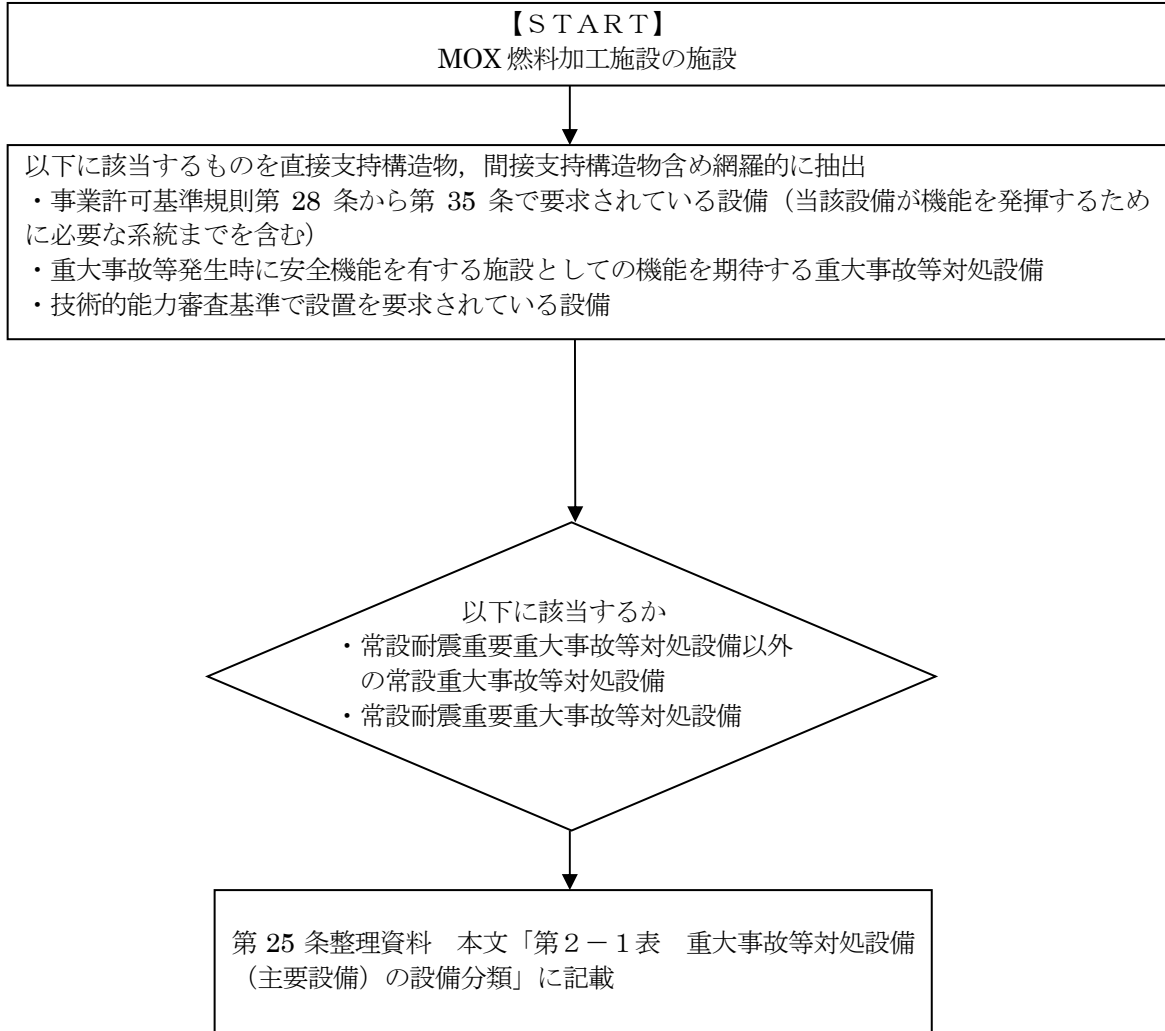 【ＳＴＡＲＴ】
MOX 燃料加工施設の施設
以下に該当するものを直接支持構造物，間接支持構造物含め網羅的に抽出
・事業許可基準規則第 28 条から第 35 条で要求されている設備（当該設備が機能を発揮するため
に必要な系統までを含む）
・重大事故等発生時に安全機能を有する施設としての機能を期待する重大事故等対処設備
・技術的能力審査基準で設置を要求されている設備
以下に該当するか
・常設耐震重要重大事故等対処設備以外
の常設重大事故等対処設備
・常設耐震重要重大事故等対処設備
第 25 条整理資料　本文「第２－１表　重大事故等対処設備
（主要設備）の設備分類」に記載